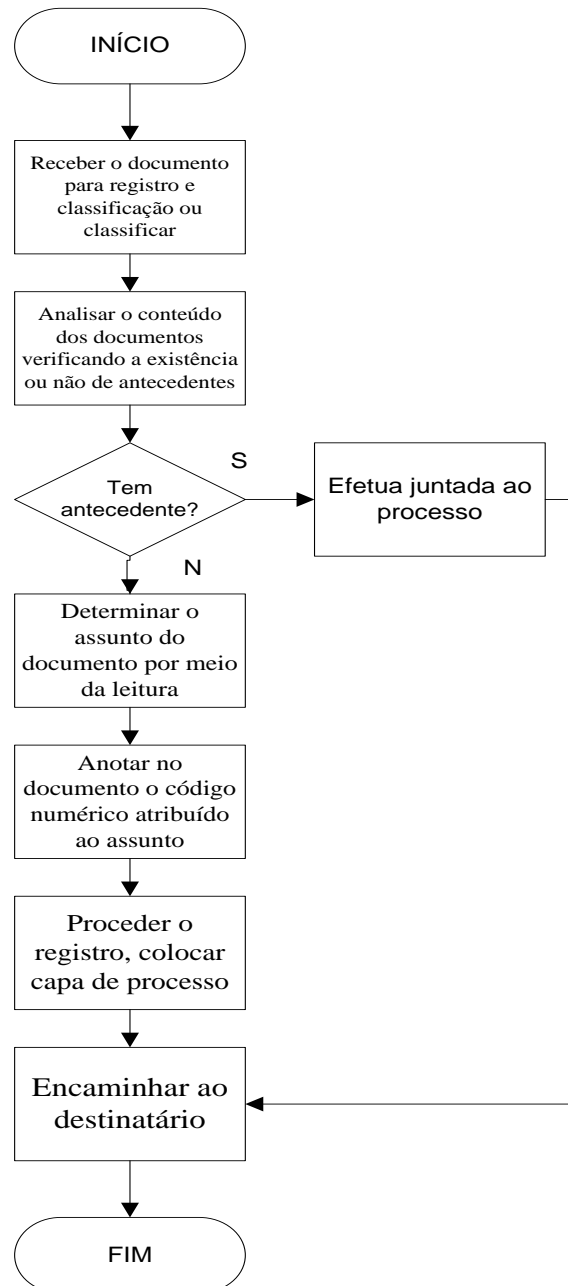 INÍCIO
Receber o documento
para registro e
classificação ou
classificar
Analisar o conteúdo
dos documentos
verificando a existência
ou não de antecedentes
Tem
antecedente?
S
Efetua juntada ao
processo
N
Determinar o
assunto do
documento por meio
da leitura
Anotar no
documento o código
numérico atribuído
ao assunto
Proceder o
registro, colocar
capa de processo
Encaminhar ao
destinatário
FIM